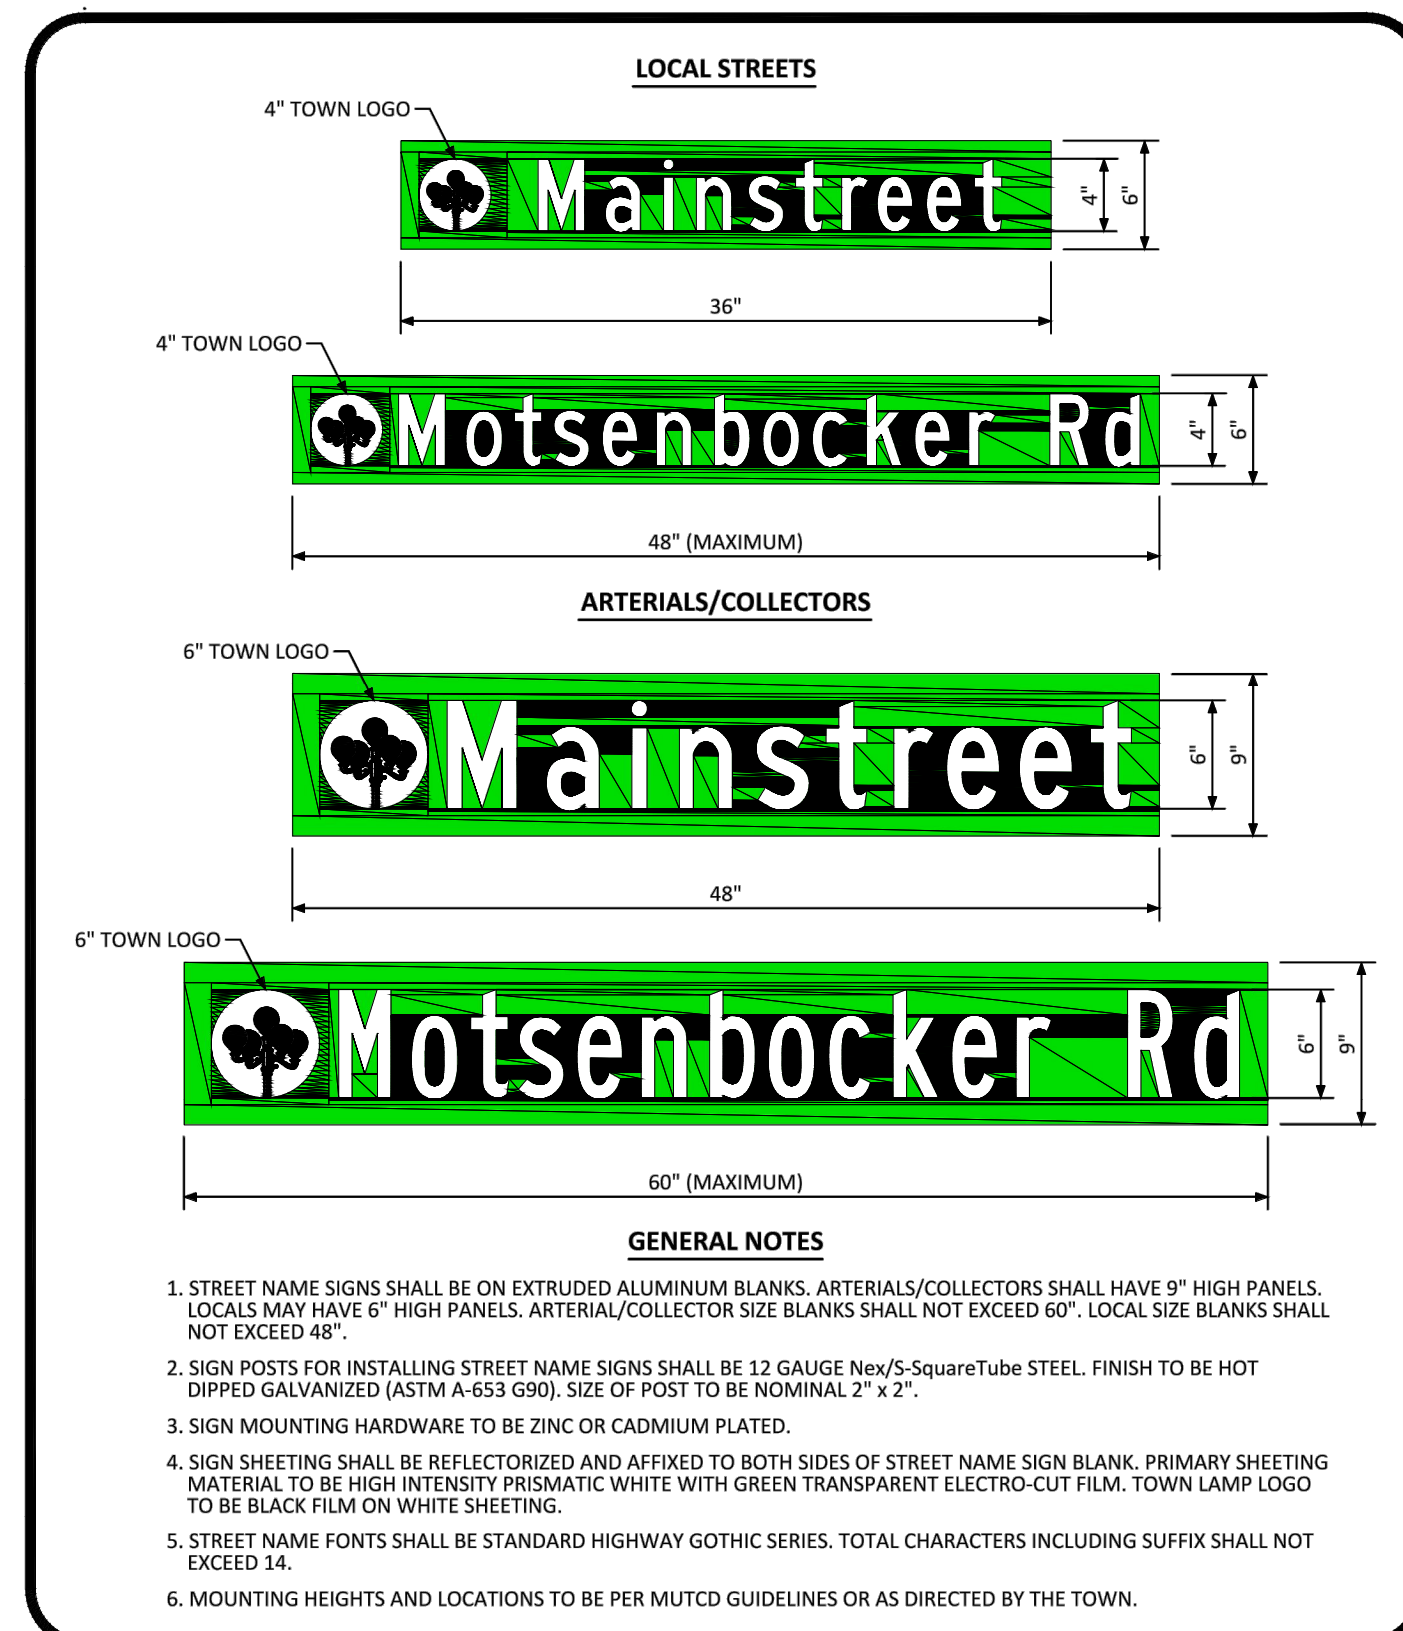 LOCAL STREETS
4" TOWN LOGO
Mainstreet
4"
6"
36"
4" TOWN LOGO
Motsenbocker Rd
4"
6"
48" (MAXIMUM)
ARTERIALS/COLLECTORS
6" TOWN LOGO
Mainstreet
6"
9"
48"
6" TOWN LOGO
Motsenbocker Rd
6"
9"
60" (MAXIMUM)
GENERAL NOTES
1. STREET NAME SIGNS SHALL BE ON EXTRUDED ALUMINUM BLANKS. ARTERIALS/COLLECTORS SHALL HAVE 9" HIGH PANELS.
LOCALS MAY HAVE 6" HIGH PANELS. ARTERIAL/COLLECTOR SIZE BLANKS SHALL NOT EXCEED 60". LOCAL SIZE BLANKS SHALL
NOT EXCEED 48".
2. SIGN POSTS FOR INSTALLING STREET NAME SIGNS SHALL BE 12 GAUGE Nex/S-SquareTube STEEL. FINISH TO BE HOT
DIPPED GALVANIZED (ASTM A-653 G90). SIZE OF POST TO BE NOMINAL 2" x 2".
3. SIGN MOUNTING HARDWARE TO BE ZINC OR CADMIUM PLATED.
4. SIGN SHEETING SHALL BE REFLECTORIZED AND AFFIXED TO BOTH SIDES OF STREET NAME SIGN BLANK. PRIMARY SHEETING
MATERIAL TO BE HIGH INTENSITY PRISMATIC WHITE WITH GREEN TRANSPARENT ELECTRO-CUT FILM. TOWN LAMP LOGO
TO BE BLACK FILM ON WHITE SHEETING.
5. STREET NAME FONTS SHALL BE STANDARD HIGHWAY GOTHIC SERIES. TOTAL CHARACTERS INCLUDING SUFFIX SHALL NOT
EXCEED 14.
6. MOUNTING HEIGHTS AND LOCATIONS TO BE PER MUTCD GUIDELINES OR AS DIRECTED BY THE TOWN.